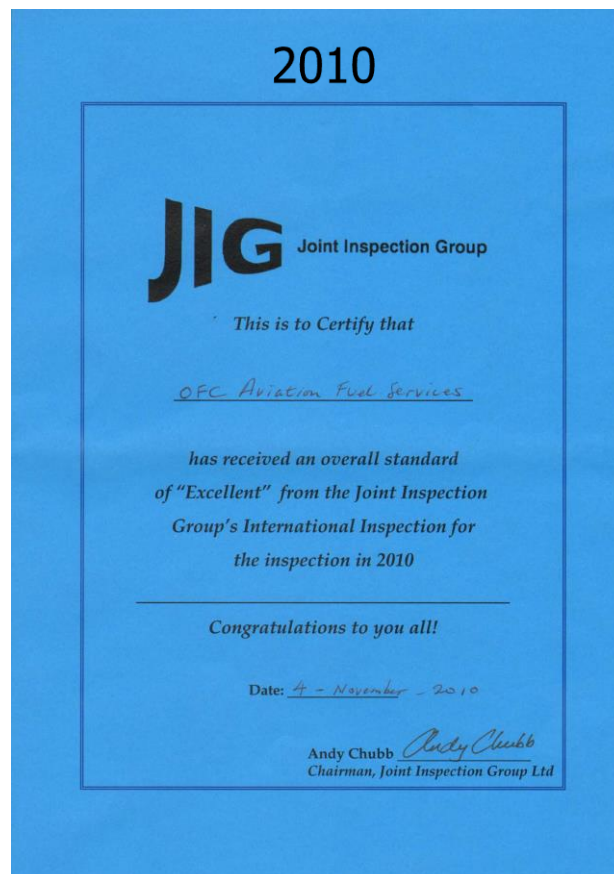 2010
JIG Joint Inspection Group
This is to Certify that
OFC Aviation Fuel Services
has received an overall standard
of “Excellent” from the Joint Inspection
Group's International Inspection for
the inspection in 2010
Congratulations to you all!
Date: 4 - November - 2010
Andy Chubb Andy Chubb
Chairman, Joint Inspection Group Ltd